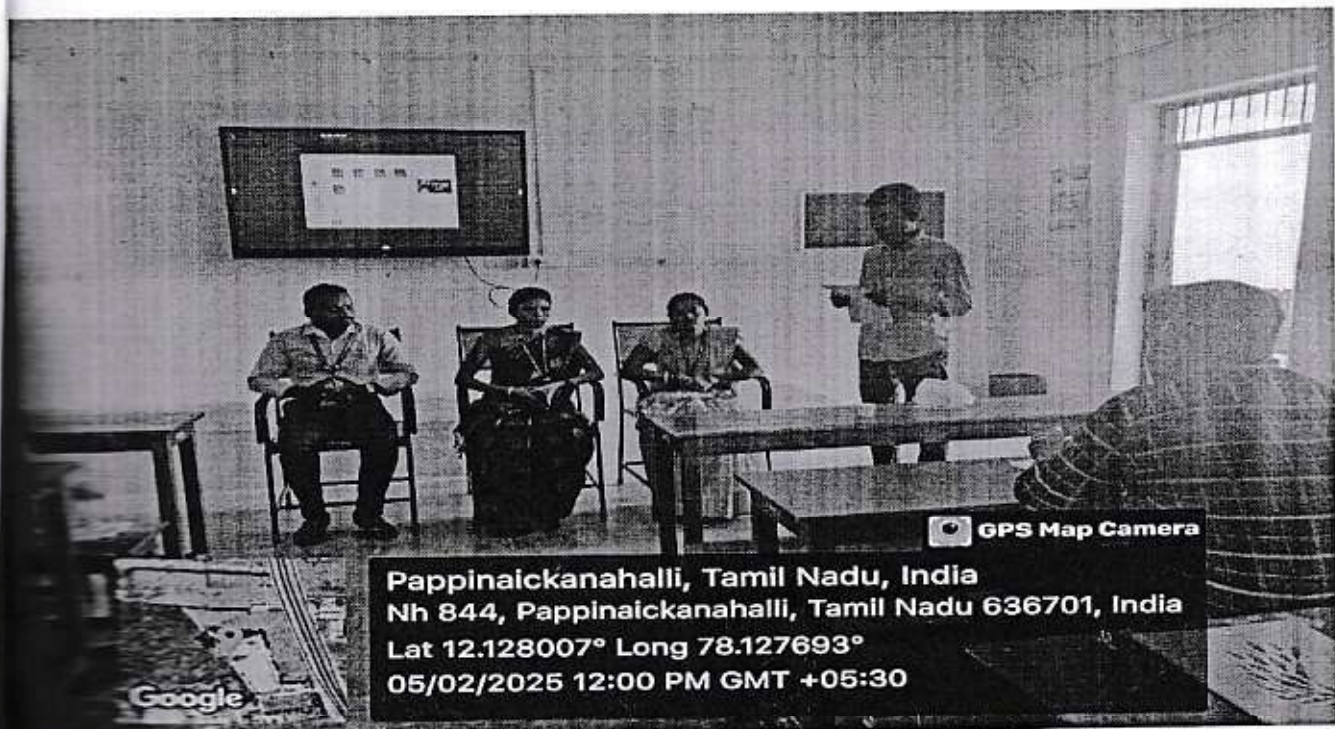 GPS Map Camera
Pappinaickanahalli, Tamil Nadu, India
Nh 844, Pappinaickanahalli, Tamil Nadu 636701, India
Lat 12.128007° Long 78.127693°
05/02/2025 12:00 PM GMT +05:30
Google